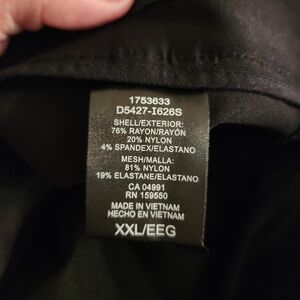 1753633
D5427-I626S
SHELL/EXTERIOR:
76% RAYON/RAYÓN
20% NYLON
4% SPANDEX/ELASTANO
MESH/MALLA:
81% NYLON
19% ELASTANE/ELASTANO
CA 04991
RN 159550
MADE IN VIETNAM
HECHO EN VIETNAM
XXL/EEG